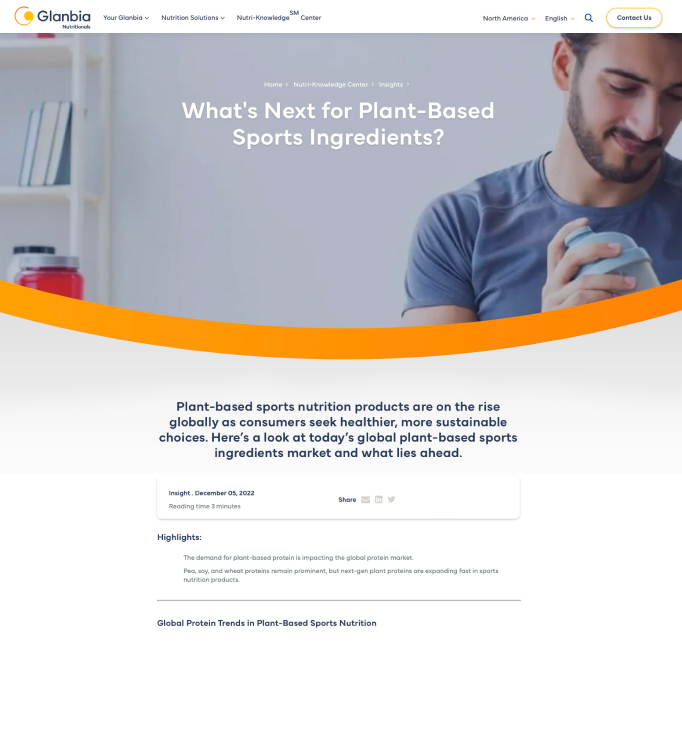 Glanbia
Nutritionals
Your Glanbia
Nutrition Solutions
Nutri-Knowledge SM Center
North America
English
Contact Us
Home
Nutri-Knowledge Center
Insights
What's Next for Plant-Based
Sports Ingredients?
Plant-based sports nutrition products are on the rise
globally as consumers seek healthier, more sustainable
choices. Here’s a look at today’s global plant-based sports
ingredients market and what lies ahead.
Insight . December 05, 2022
Reading time 3 minutes
Share
Highlights:
The demand for plant-based protein is impacting the global protein market.
Pea, soy, and wheat proteins remain prominent, but next-gen plant proteins are expanding fast in sports
nutrition products.
Global Protein Trends in Plant-Based Sports Nutrition